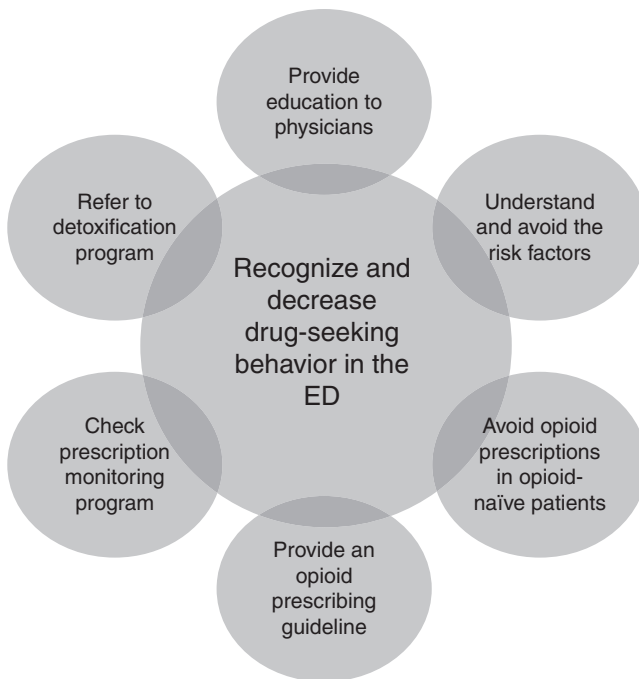 Provide
education to
physicians
Refer to
detoxification
program
Understand
and avoid the
risk factors
Recognize and
decrease
drug-seeking
behavior in the
ED
Check
prescription
monitoring
program
Avoid opioid
prescriptions
in opioid-
naïve patients
Provide an
opioid
prescribing
guideline